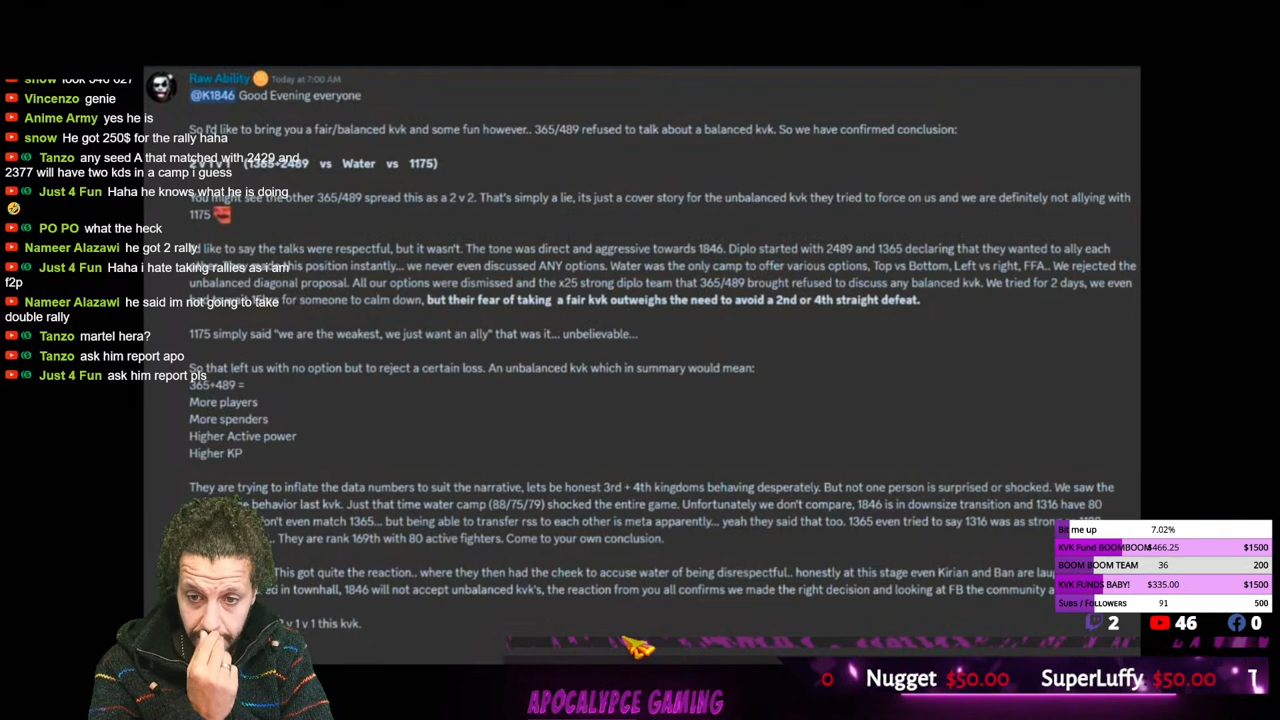 snow look 546 627
Vincenzo genie
Anime Army yes he is
snow He got 250$ for the rally haha
Tanzo any seed A that matched with 2429 and
2377 will have two kds in a camp i guess
Just 4 Fun Haha he knows what he is doing
🤣
PO PO what the heck
Nameer Alazawi he got 2 rally
Just 4 Fun Haha i hate taking rallies as i am
f2p
Nameer Alazawi he said im not going to take
double rally
Tanzo martel hera?
Tanzo ask him report apo
Just 4 Fun ask him report pls
Raw Ability Today at 7:00 AM
@K1846 Good Evening everyone
So I'd like to bring you a fair/balanced kvk and some fun however.. 365/489 refused to talk about a balanced kvk. So we have confirmed conclusion:
2 v 1 v 1 (1365+2489 vs Water vs 1175)
You might see the other 365/489 spread this as a 2 v 2. That's simply a lie, its just a cover story for the unbalanced kvk they tried to force on us and we are definitely not allying with
1175
I'd like to say the talks were respectful, but it wasn't. The tone was direct and aggressive towards 1846. Diplo started with 2489 and 1365 declaring that they wanted to ally each
this position instantly... we never even discussed ANY options. Water was the only camp to offer various options, Top vs Bottom, Left vs right, FFA.. We rejected the
unbalanced diagonal proposal. All our options were dismissed and the x25 strong diplo team that 365/489 brought refused to discuss any balanced kvk. We tried for 2 days, we even
for someone to calm down, but their fear of taking a fair kvk outweighs the need to avoid a 2nd or 4th straight defeat.
1175 simply said "we are the weakest, we just want an ally" that was it... unbelievable...
So that left us with no option but to reject a certain loss. An unbalanced kvk which in summary would mean:
365+489 =
More players
More spenders
Higher Active power
Higher KP
They are trying to inflate the data numbers to suit the narrative, lets be honest 3rd + 4th kingdoms behaving desperately. But not one person is surprised or shocked. We saw the
behavior last kvk. Just that time water camp (88/75/79) shocked the entire game. Unfortunately we don't compare, 1846 is in downsize transition and 1316 have 80
don't even match 1365... but being able to transfer rss to each other is meta apparently... yeah they said that too. 1365 even tried to say 1316 was as strong
.. They are rank 169th with 80 active fighters. Come to your own conclusion.
This got quite the reaction.. where they then had the cheek to accuse water of being disrespectful.. honestly at this stage even Kirian and Ban are
in townhall, 1846 will not accept unbalanced kvk's, the reaction from you all confirms we made the right decision and looking at FB the community
v 1 v 1 this kvk.
Bit me up 7.02%
KVK Fund BOOMBOOM $466.25 $1500
BOOM BOOM TEAM 36 200
KVK FUNDS BABY! $335.00 $1500
Subs / Followers 91 500
2 46 0
0 Nugget $50.00 SuperLuffy $50.00
APOCALYPCE GAMING